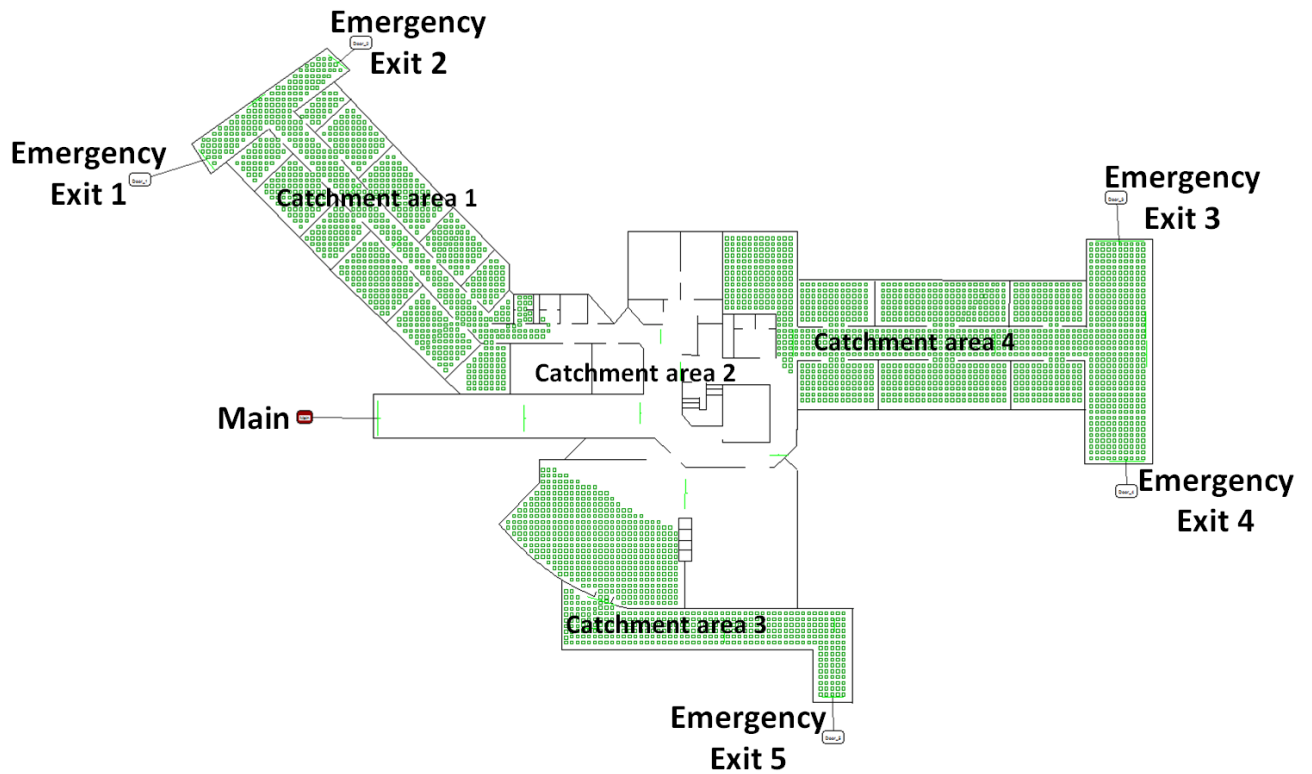 Emergency
Exit 2
Emergency
Exit 1
Catchment area 1
Emergency
Exit 3
Catchment area 4
Catchment area 2
Main
Emergency
Exit 4
Catchment area 3
Emergency
Exit 5